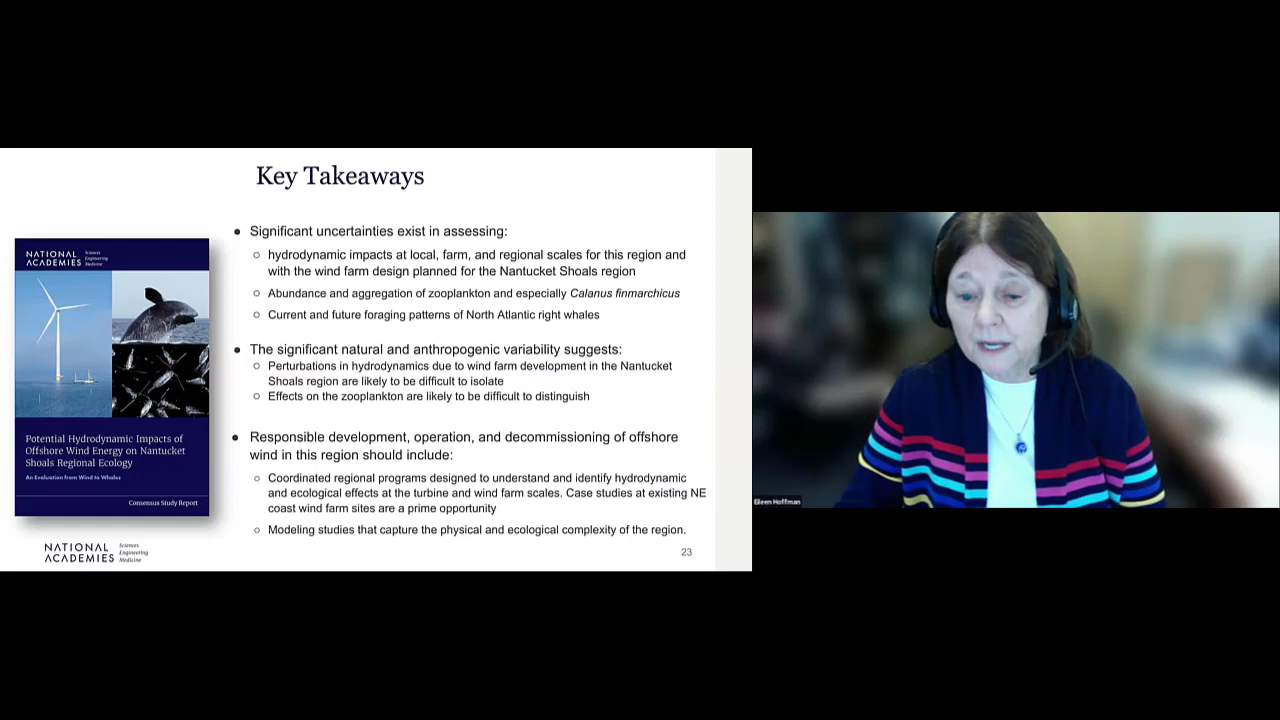 Key Takeaways
NATIONAL ACADEMIES
Sciences
Engineering
Medicine
Potential Hydrodynamic Impacts of
Offshore Wind Energy on Nantucket
Shoals Regional Ecology
An Evaluation from Wind to Whales
Consensus Study Report
NATIONAL ACADEMIES
Sciences
Engineering
Medicine
● Significant uncertainties exist in assessing:
○ hydrodynamic impacts at local, farm, and regional scales for this region and
with the wind farm design planned for the Nantucket Shoals region
○ Abundance and aggregation of zooplankton and especially Calanus finmarchicus
○ Current and future foraging patterns of North Atlantic right whales
● The significant natural and anthropogenic variability suggests:
○ Perturbations in hydrodynamics due to wind farm development in the Nantucket
Shoals region are likely to be difficult to isolate
○ Effects on the zooplankton are likely to be difficult to distinguish
● Responsible development, operation, and decommissioning of offshore
wind in this region should include:
○ Coordinated regional programs designed to understand and identify hydrodynamic
and ecological effects at the turbine and wind farm scales. Case studies at existing NE
coast wind farm sites are a prime opportunity
○ Modeling studies that capture the physical and ecological complexity of the region.
23
Eileen Hoffman